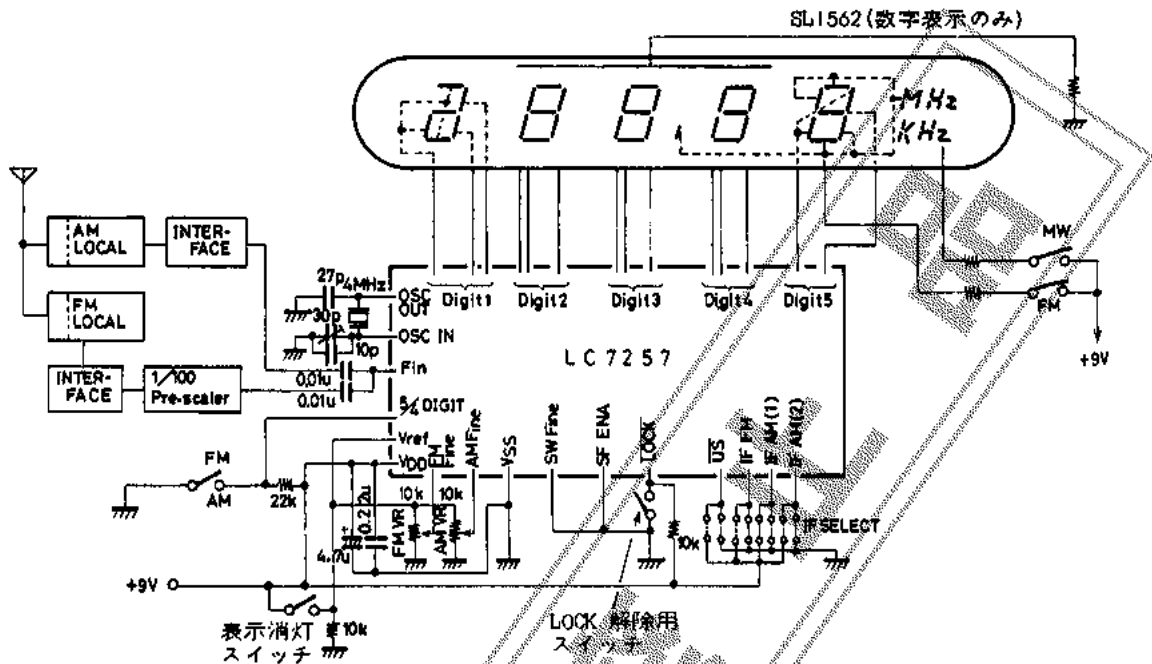 SL1562(数字表示のみ)
MHz
KHz
AM
LOCAL
INTER-
FACE
FM
LOCAL
INTER-
FACE
1/100
Pre-scaler
27p
4MHz
30p
10p
0.01u
0.01u
OSC
OUT
OSC IN
Fin
5/4 DIGIT
Vref
VDD
Digit1
Digit2
Digit3
Digit4
Digit5
LC7257
MW
FM
+9V
FM
Fine
AM Fine
VSS
SW Fine
SF ENA
LOCK
US
IF FM
IF AM(1)
IF AM(2)
FM
AM
22k
4.7u
0.22u
10k
10k
FM VR
AM VR
10k
IF SELECT
+9V
表示消灯
スイッチ
10k
LOCK 解除用
スイッチ